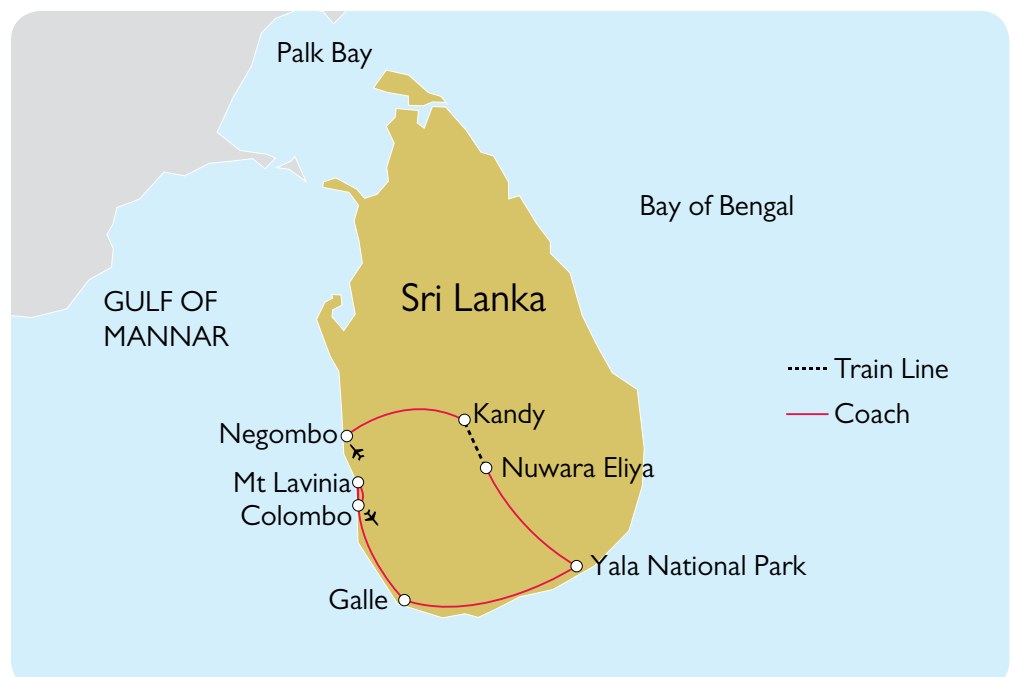 Palk Bay
Bay of Bengal
GULF OF
MANNAR
Sri Lanka
Train Line
Coach
Kandy
Negombo
Nuwara Eliya
Mt Lavinia
Colombo
Yala National Park
Galle